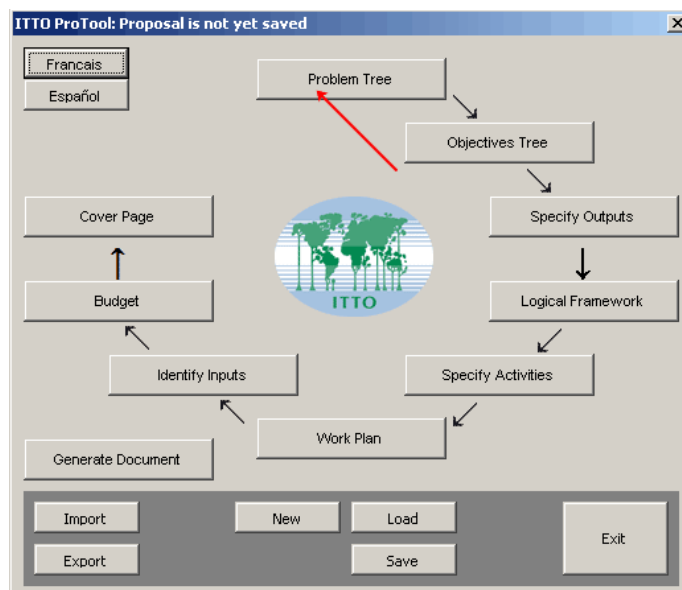 ITTO ProTool: Proposal is not yet saved
Francais
Español
Problem Tree
Objectives Tree
Cover Page
Specify Outputs
ITTO
Budget
Logical Framework
Identify Inputs
Specify Activities
Work Plan
Generate Document
Import
New
Load
Exit
Export
Save